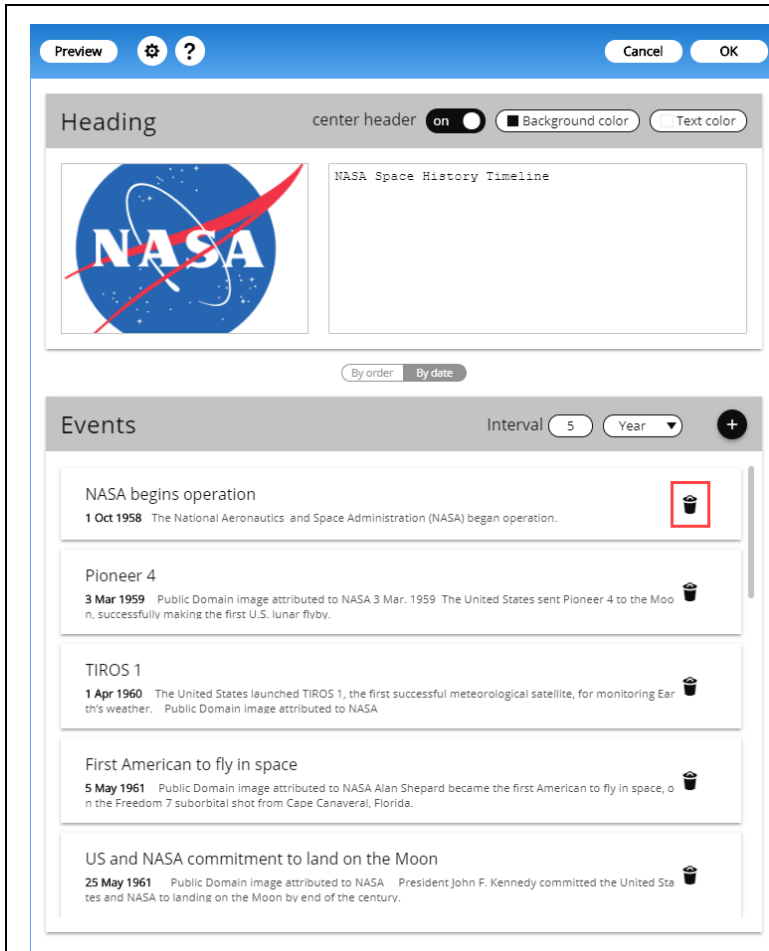 Preview ? Cancel OK
Heading center header on Background color Text color
NASA
NASA Space History Timeline
By order By date
Events Interval 5 Year +
NASA begins operation
1 Oct 1958 The National Aeronautics and Space Administration (NASA) began operation.
Pioneer 4
3 Mar 1959 Public Domain image attributed to NASA 3 Mar. 1959 The United States sent Pioneer 4 to the Moo
n, successfully making the first U.S. lunar flyby.
TIROS 1
1 Apr 1960 The United States launched TIROS 1, the first successful meteorological satellite, for monitoring Ear
th's weather. Public Domain image attributed to NASA
First American to fly in space
5 May 1961 Public Domain image attributed to NASA Alan Shepard became the first American to fly in space, o
n the Freedom 7 suborbital shot from Cape Canaveral, Florida.
US and NASA commitment to land on the Moon
25 May 1961 Public Domain image attributed to NASA President John F. Kennedy committed the United Sta
tes and NASA to landing on the Moon by end of the century.